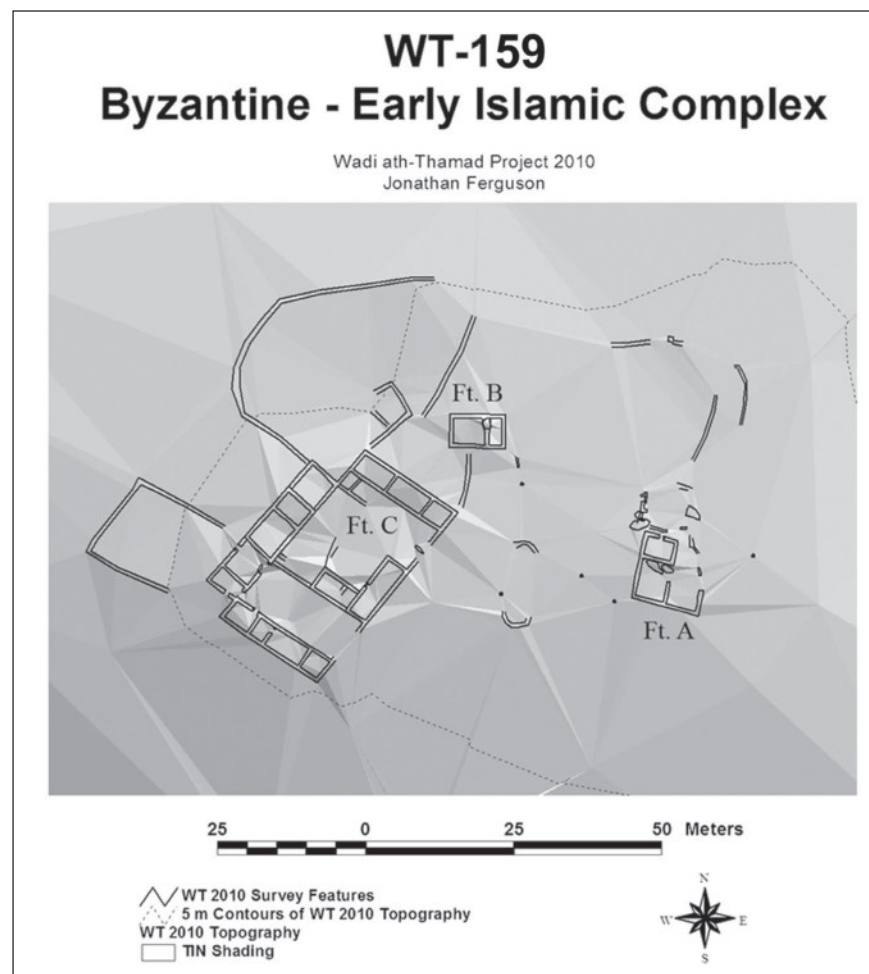 WT-159
Byzantine - Early Islamic Complex
Wadi ath-Thamad Project 2010
Jonathan Ferguson
Ft. B
Ft. C
Ft. A
25 0 25 50 Meters
WT 2010 Survey Features
5 m Contours of WT 2010 Topography
WT 2010 Topography
TIN Shading
N
W E
S